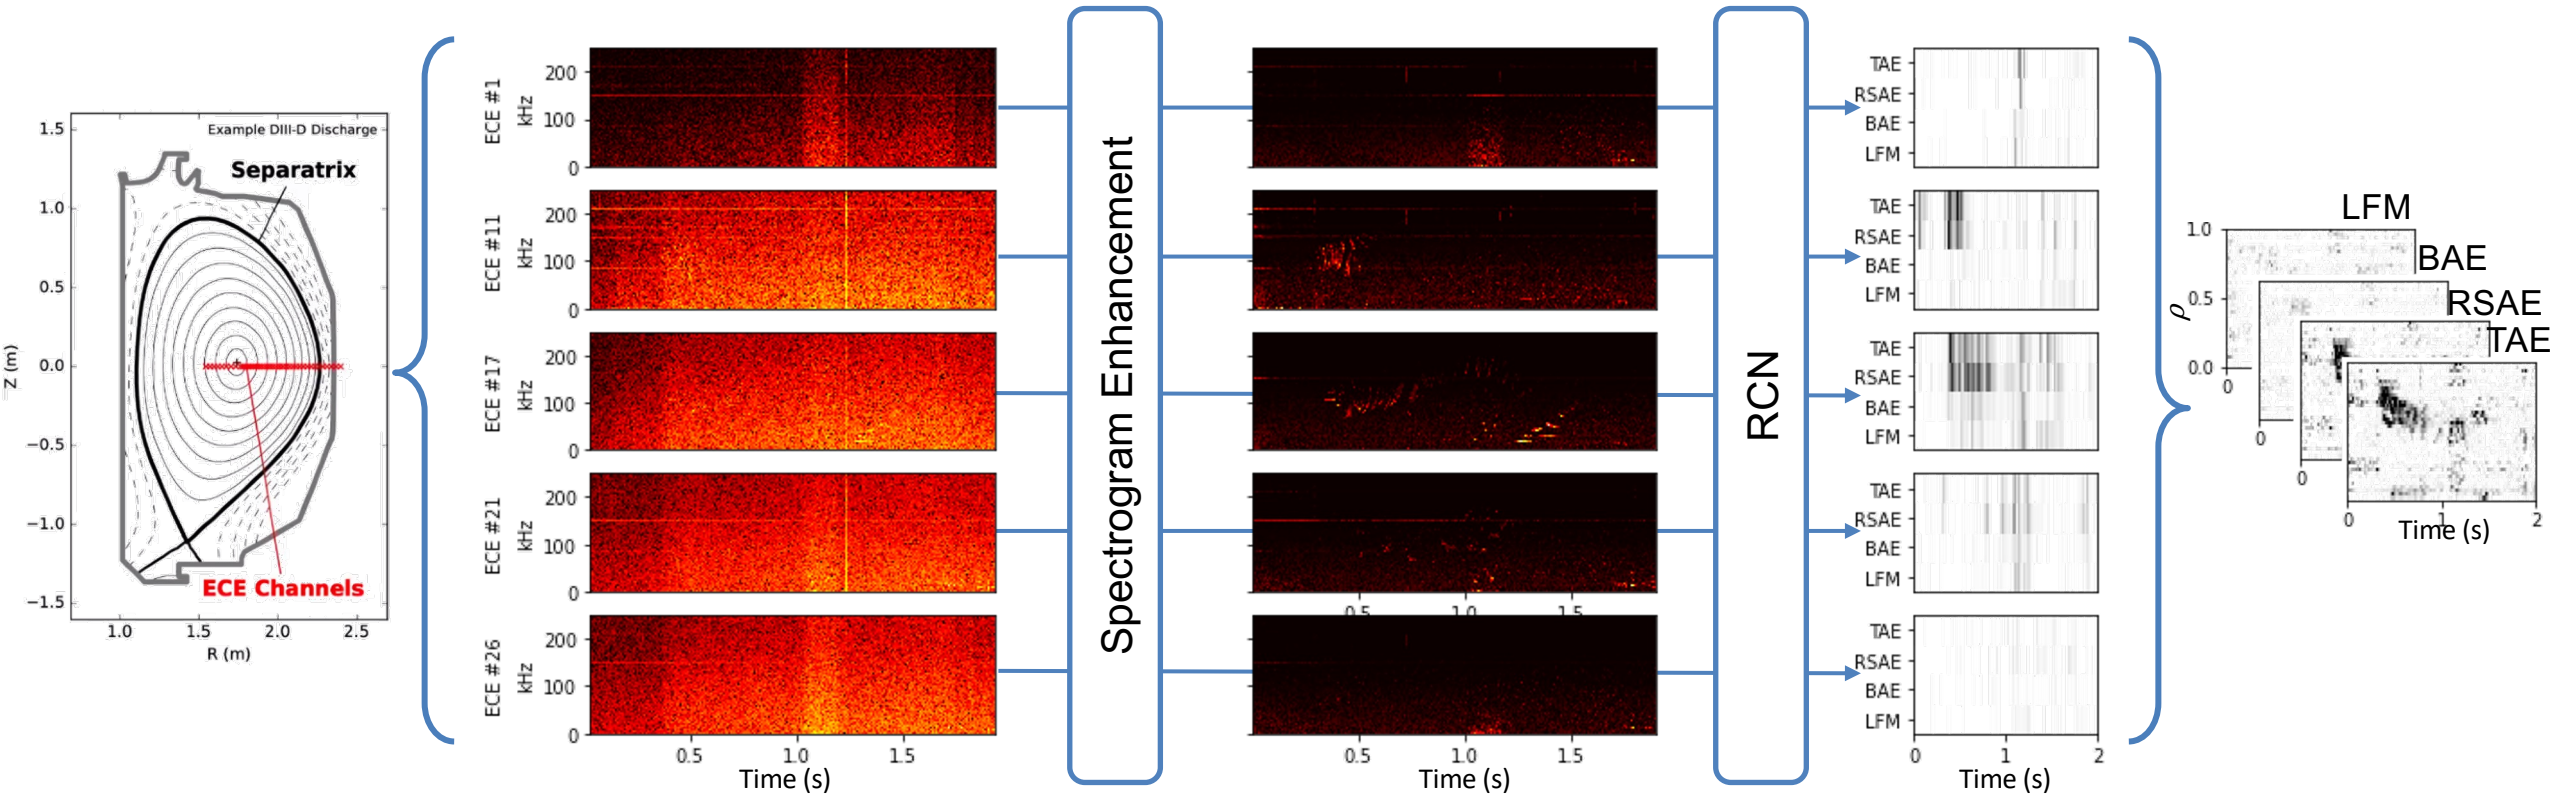 Example DIII-D Discharge
Separatrix
ECE Channels
Z (m)
1.5
1.0
0.5
0.0
−0.5
−1.0
−1.5
1.0 1.5 2.0 2.5
R (m)
ECE #1
kHz
200
100
0
ECE #11
kHz
200
100
0
ECE #17
kHz
200
100
0
ECE #21
kHz
200
100
0
ECE #26
kHz
200
100
0
0.5 1.0 1.5
Time (s)
Spectrogram Enhancement
0.5 1.0 1.5
0.5 1.0 1.5
Time (s)
RCN
TAE
RSAE
BAE
LFM
TAE
RSAE
BAE
LFM
TAE
RSAE
BAE
LFM
TAE
RSAE
BAE
LFM
TAE
RSAE
BAE
LFM
0 1 2
Time (s)
LFM
BAE
RSAE
TAE
ρ
1.0
0.5
0.0
0
0
0
0 1 2
Time (s)